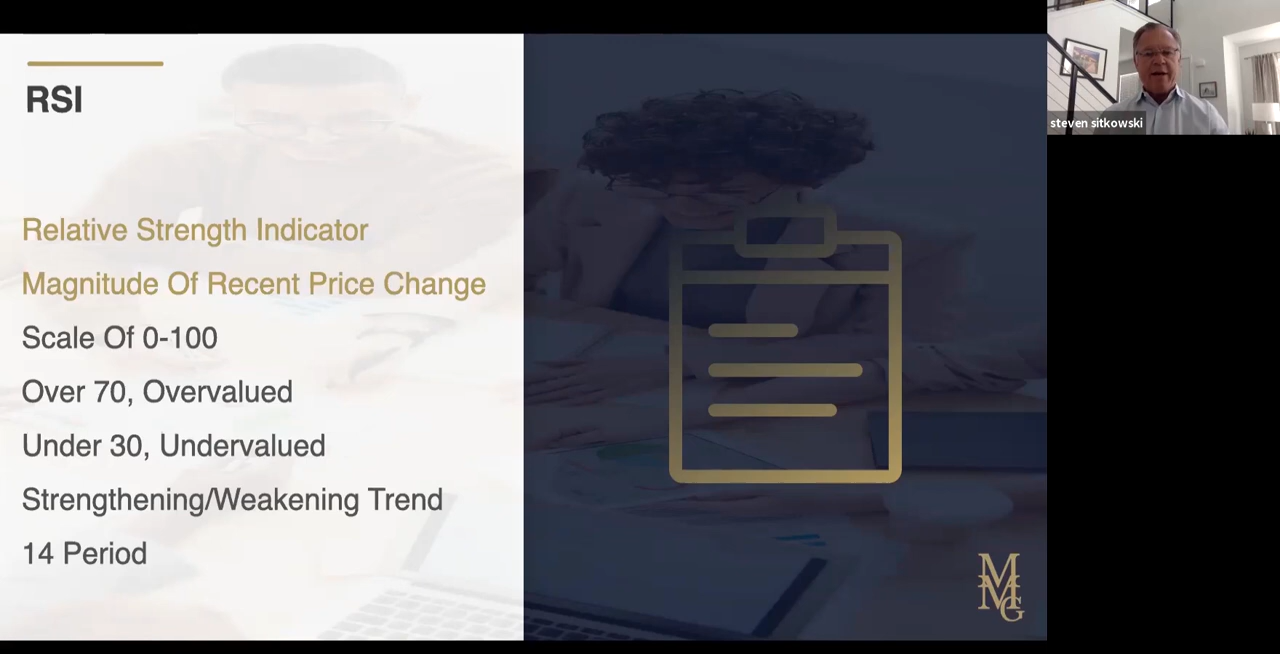 RSI
Relative Strength Indicator
Magnitude Of Recent Price Change
Scale Of 0-100
Over 70, Overvalued
Under 30, Undervalued
Strengthening/Weakening Trend
14 Period
steven sitkowski
MMG